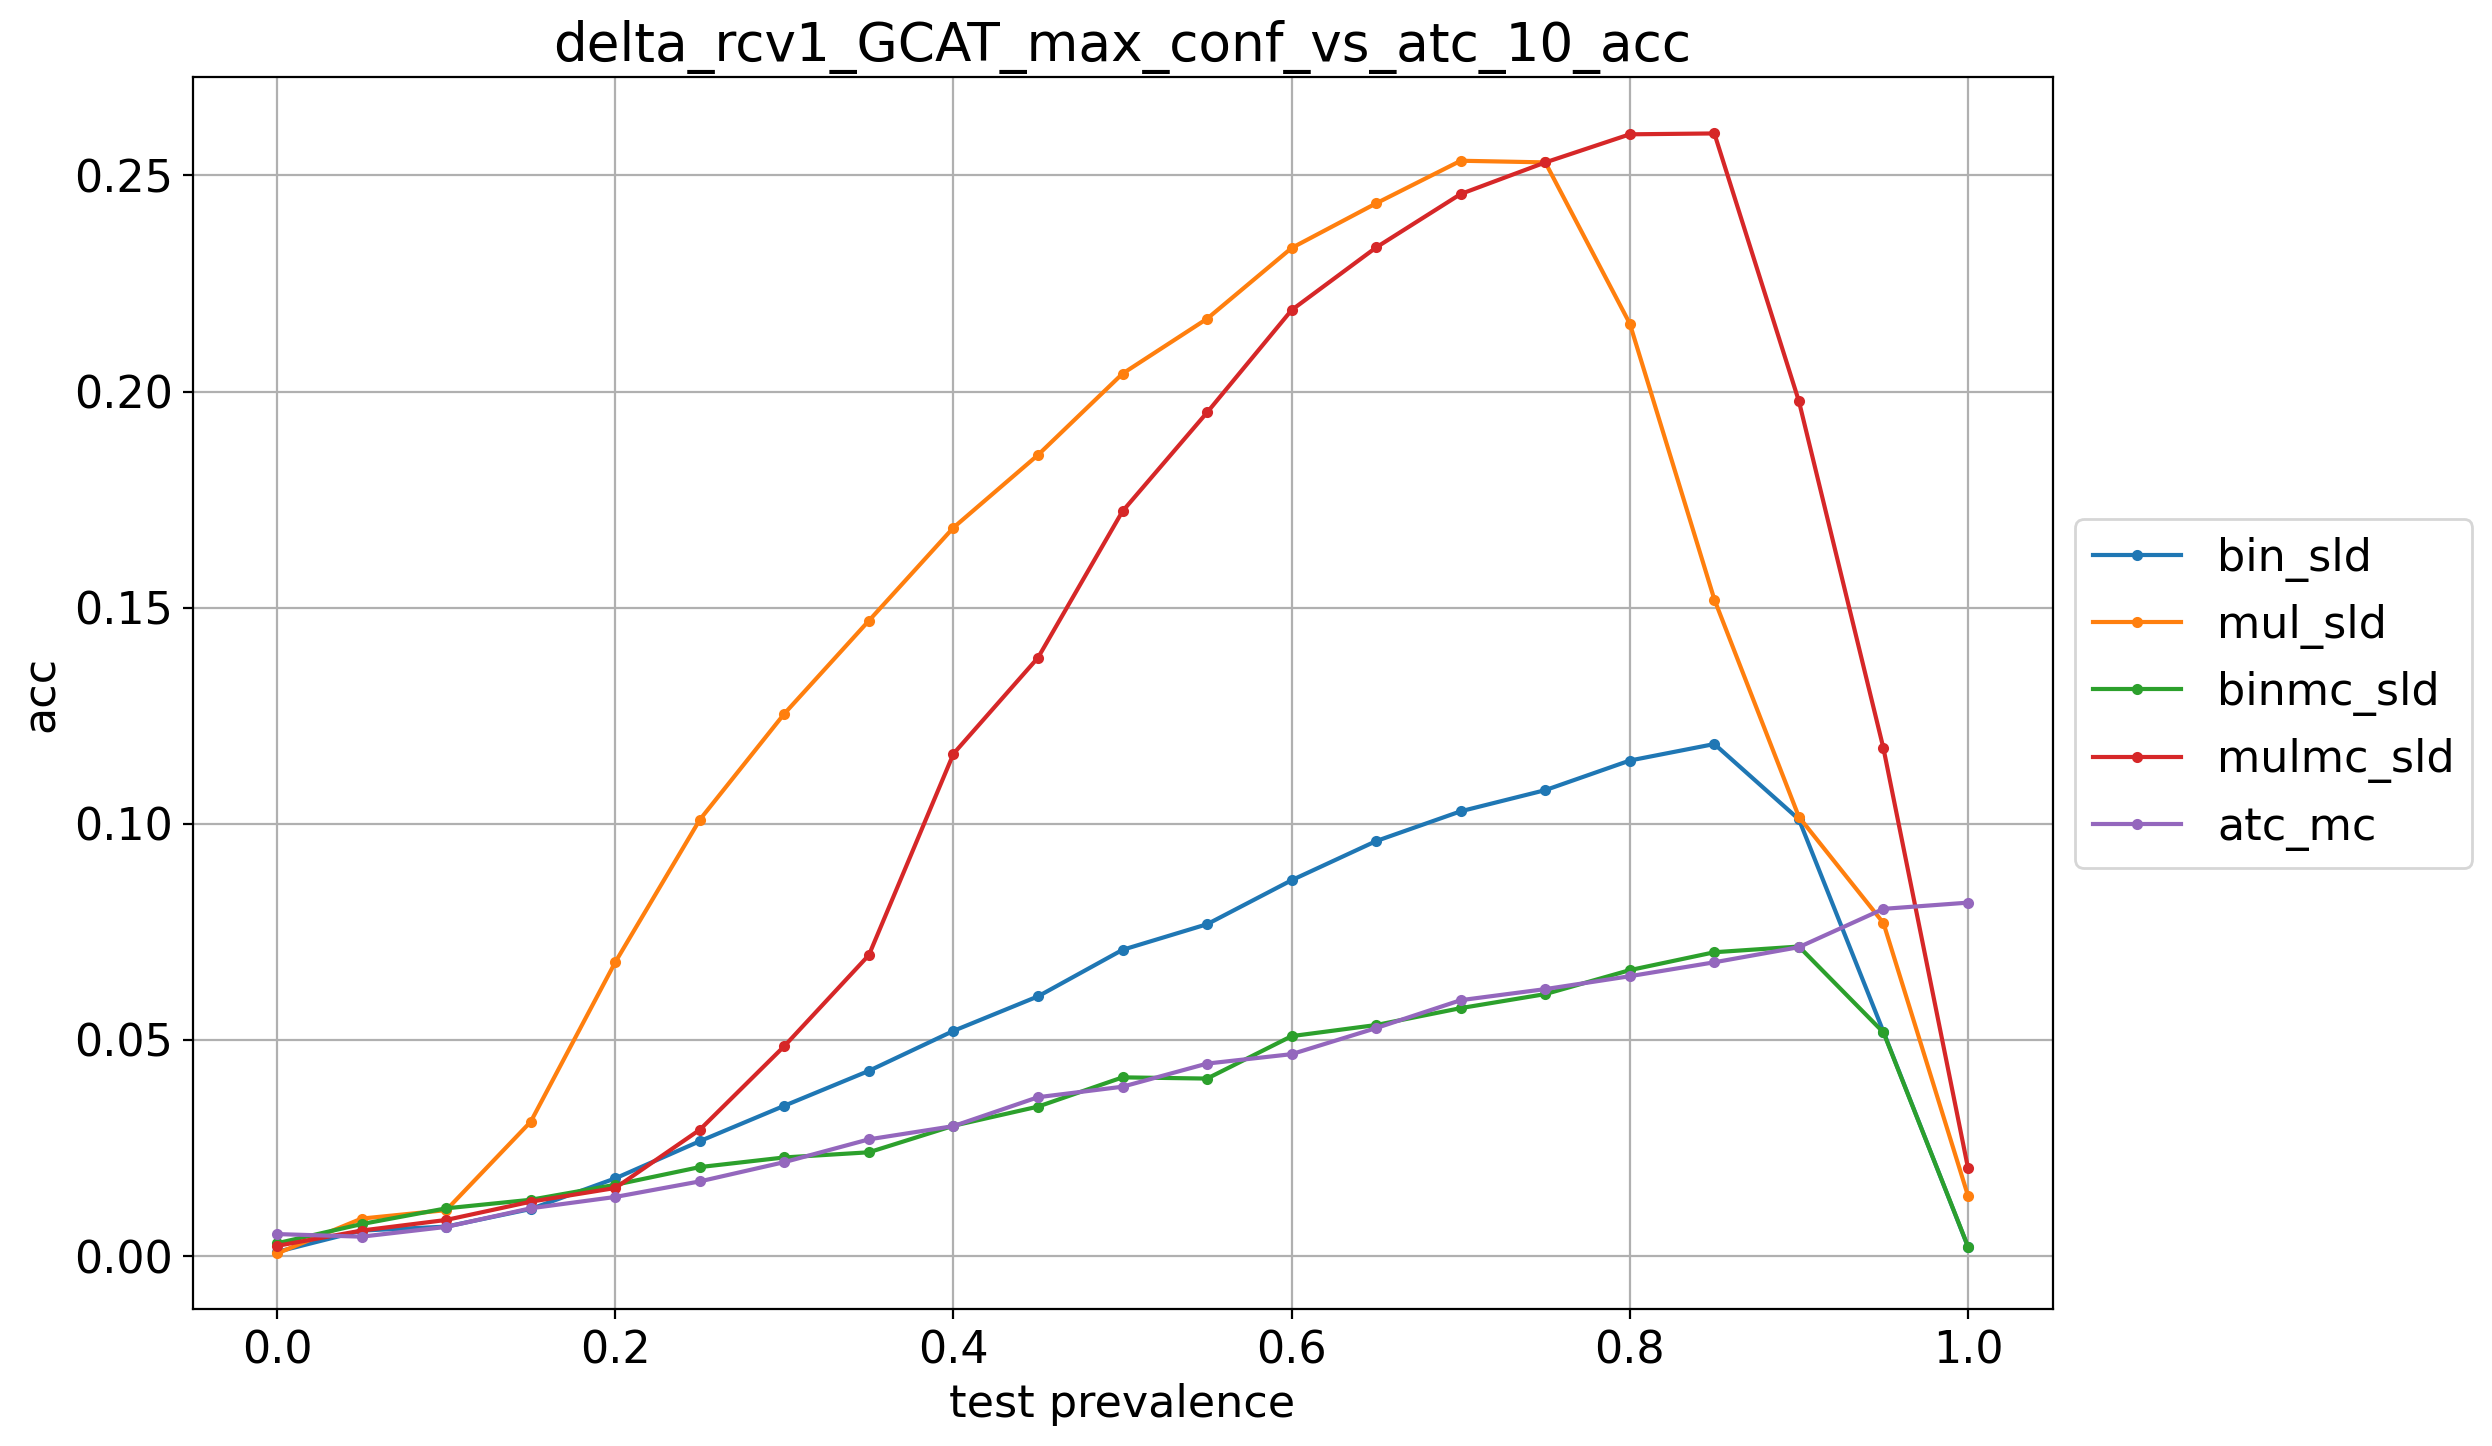 delta_rcv1_GCAT_max_conf_vs_atc_10_acc
0.25
0.20
0.15
0.10
0.05
0.00
acc
0.0 0.2 0.4 0.6 0.8 1.0
test prevalence
bin_sld
mul_sld
binmc_sld
mulmc_sld
atc_mc